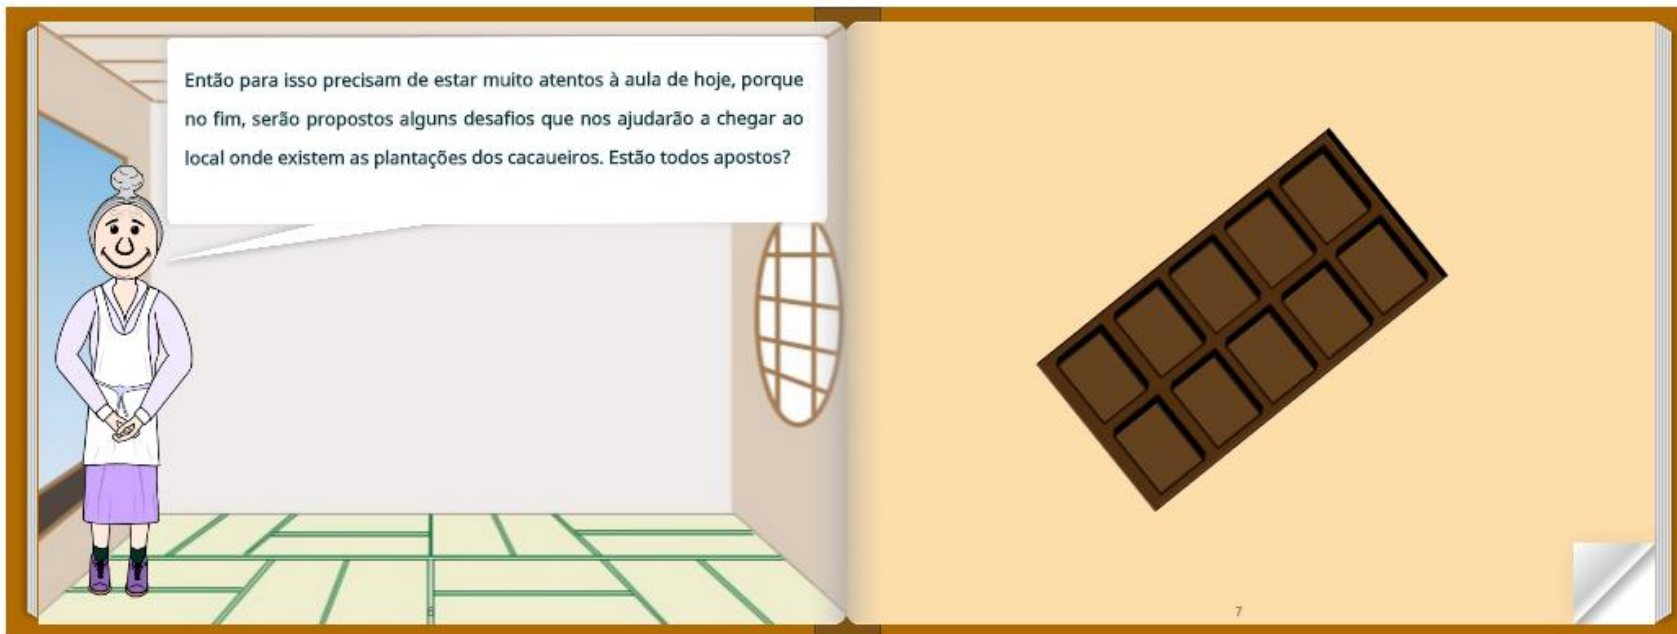 Então para isso precisam de estar muito atentos à aula de hoje, porque
no fim, serão propostos alguns desafios que nos ajudarão a chegar ao
local onde existem as plantações dos cacaueiros. Estão todos apostos?
6
7